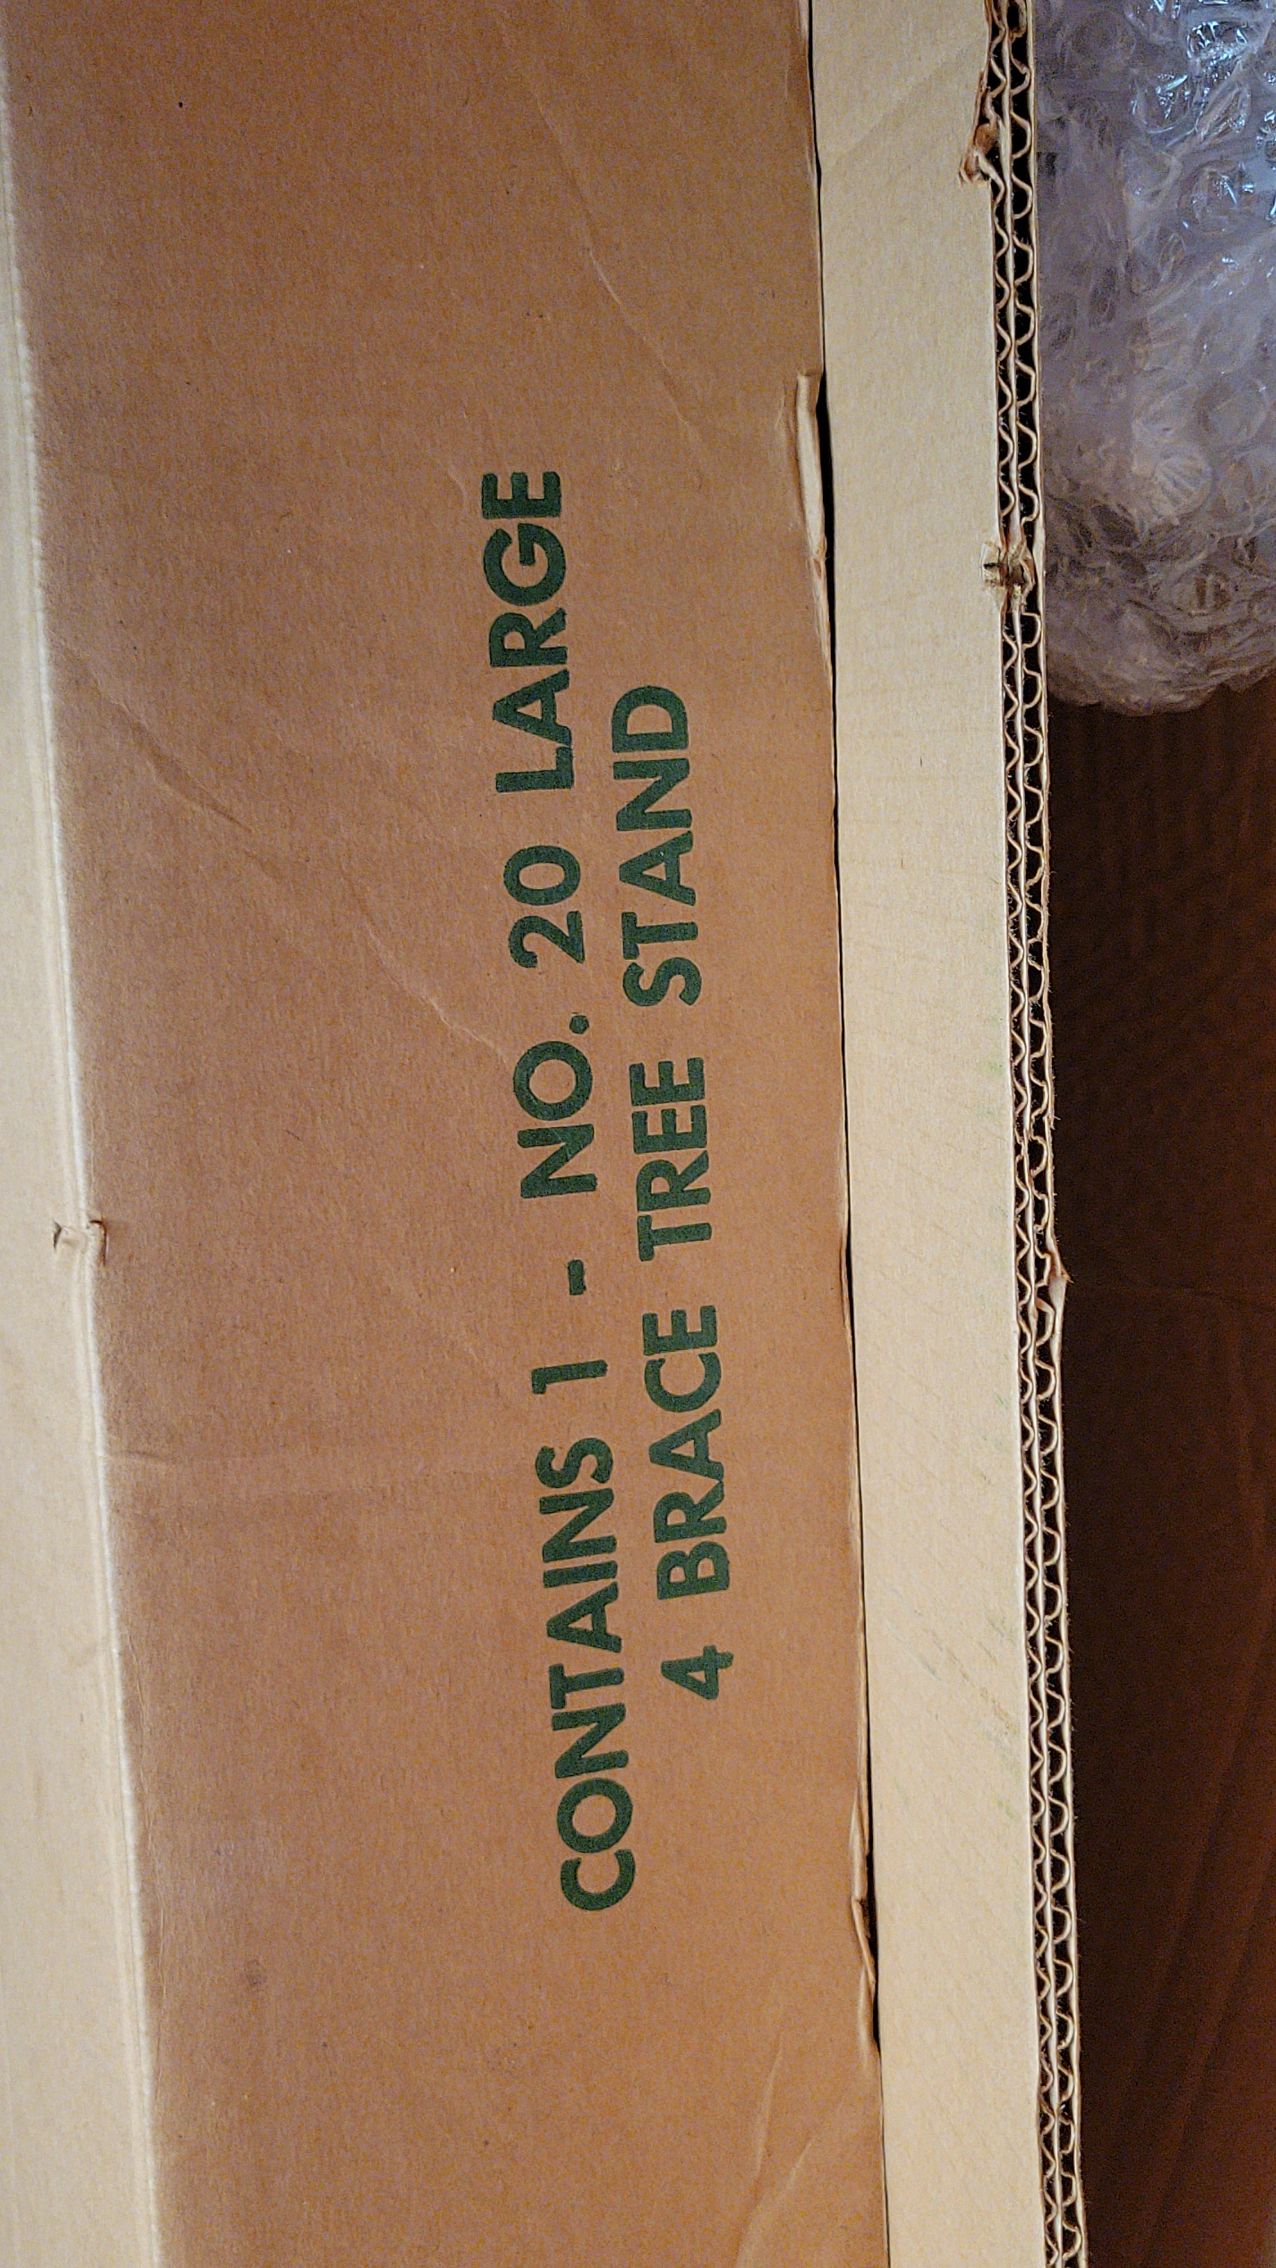 CONTAINS 1 - NO. 20 LARGE
4 BRACE TREE STAND